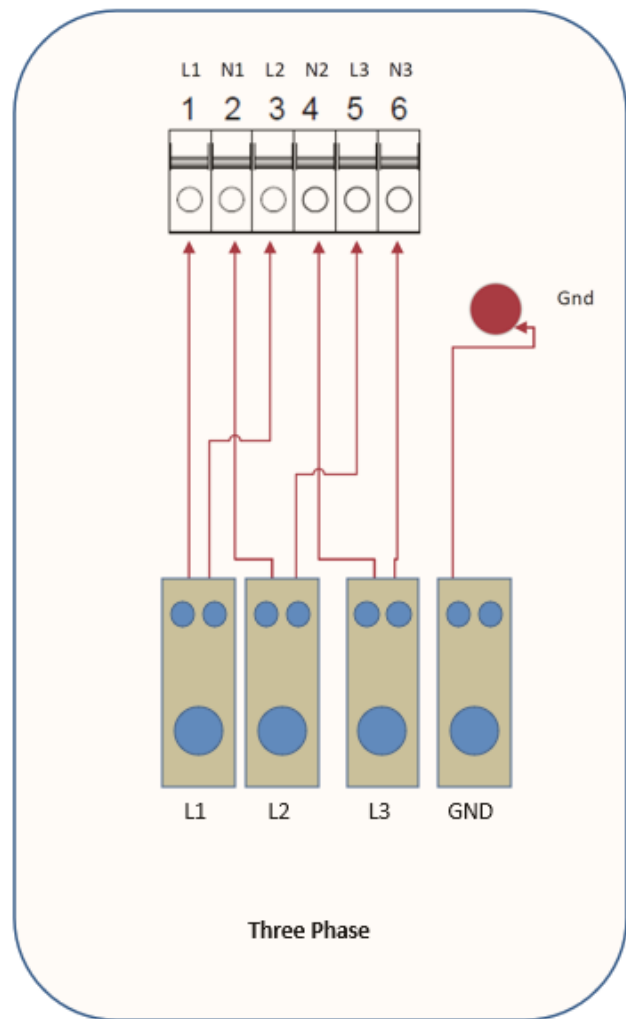 L1 N1 L2 N2 L3 N3
1 2 3 4 5 6
Gnd
L1 L2 L3 GND
Three Phase